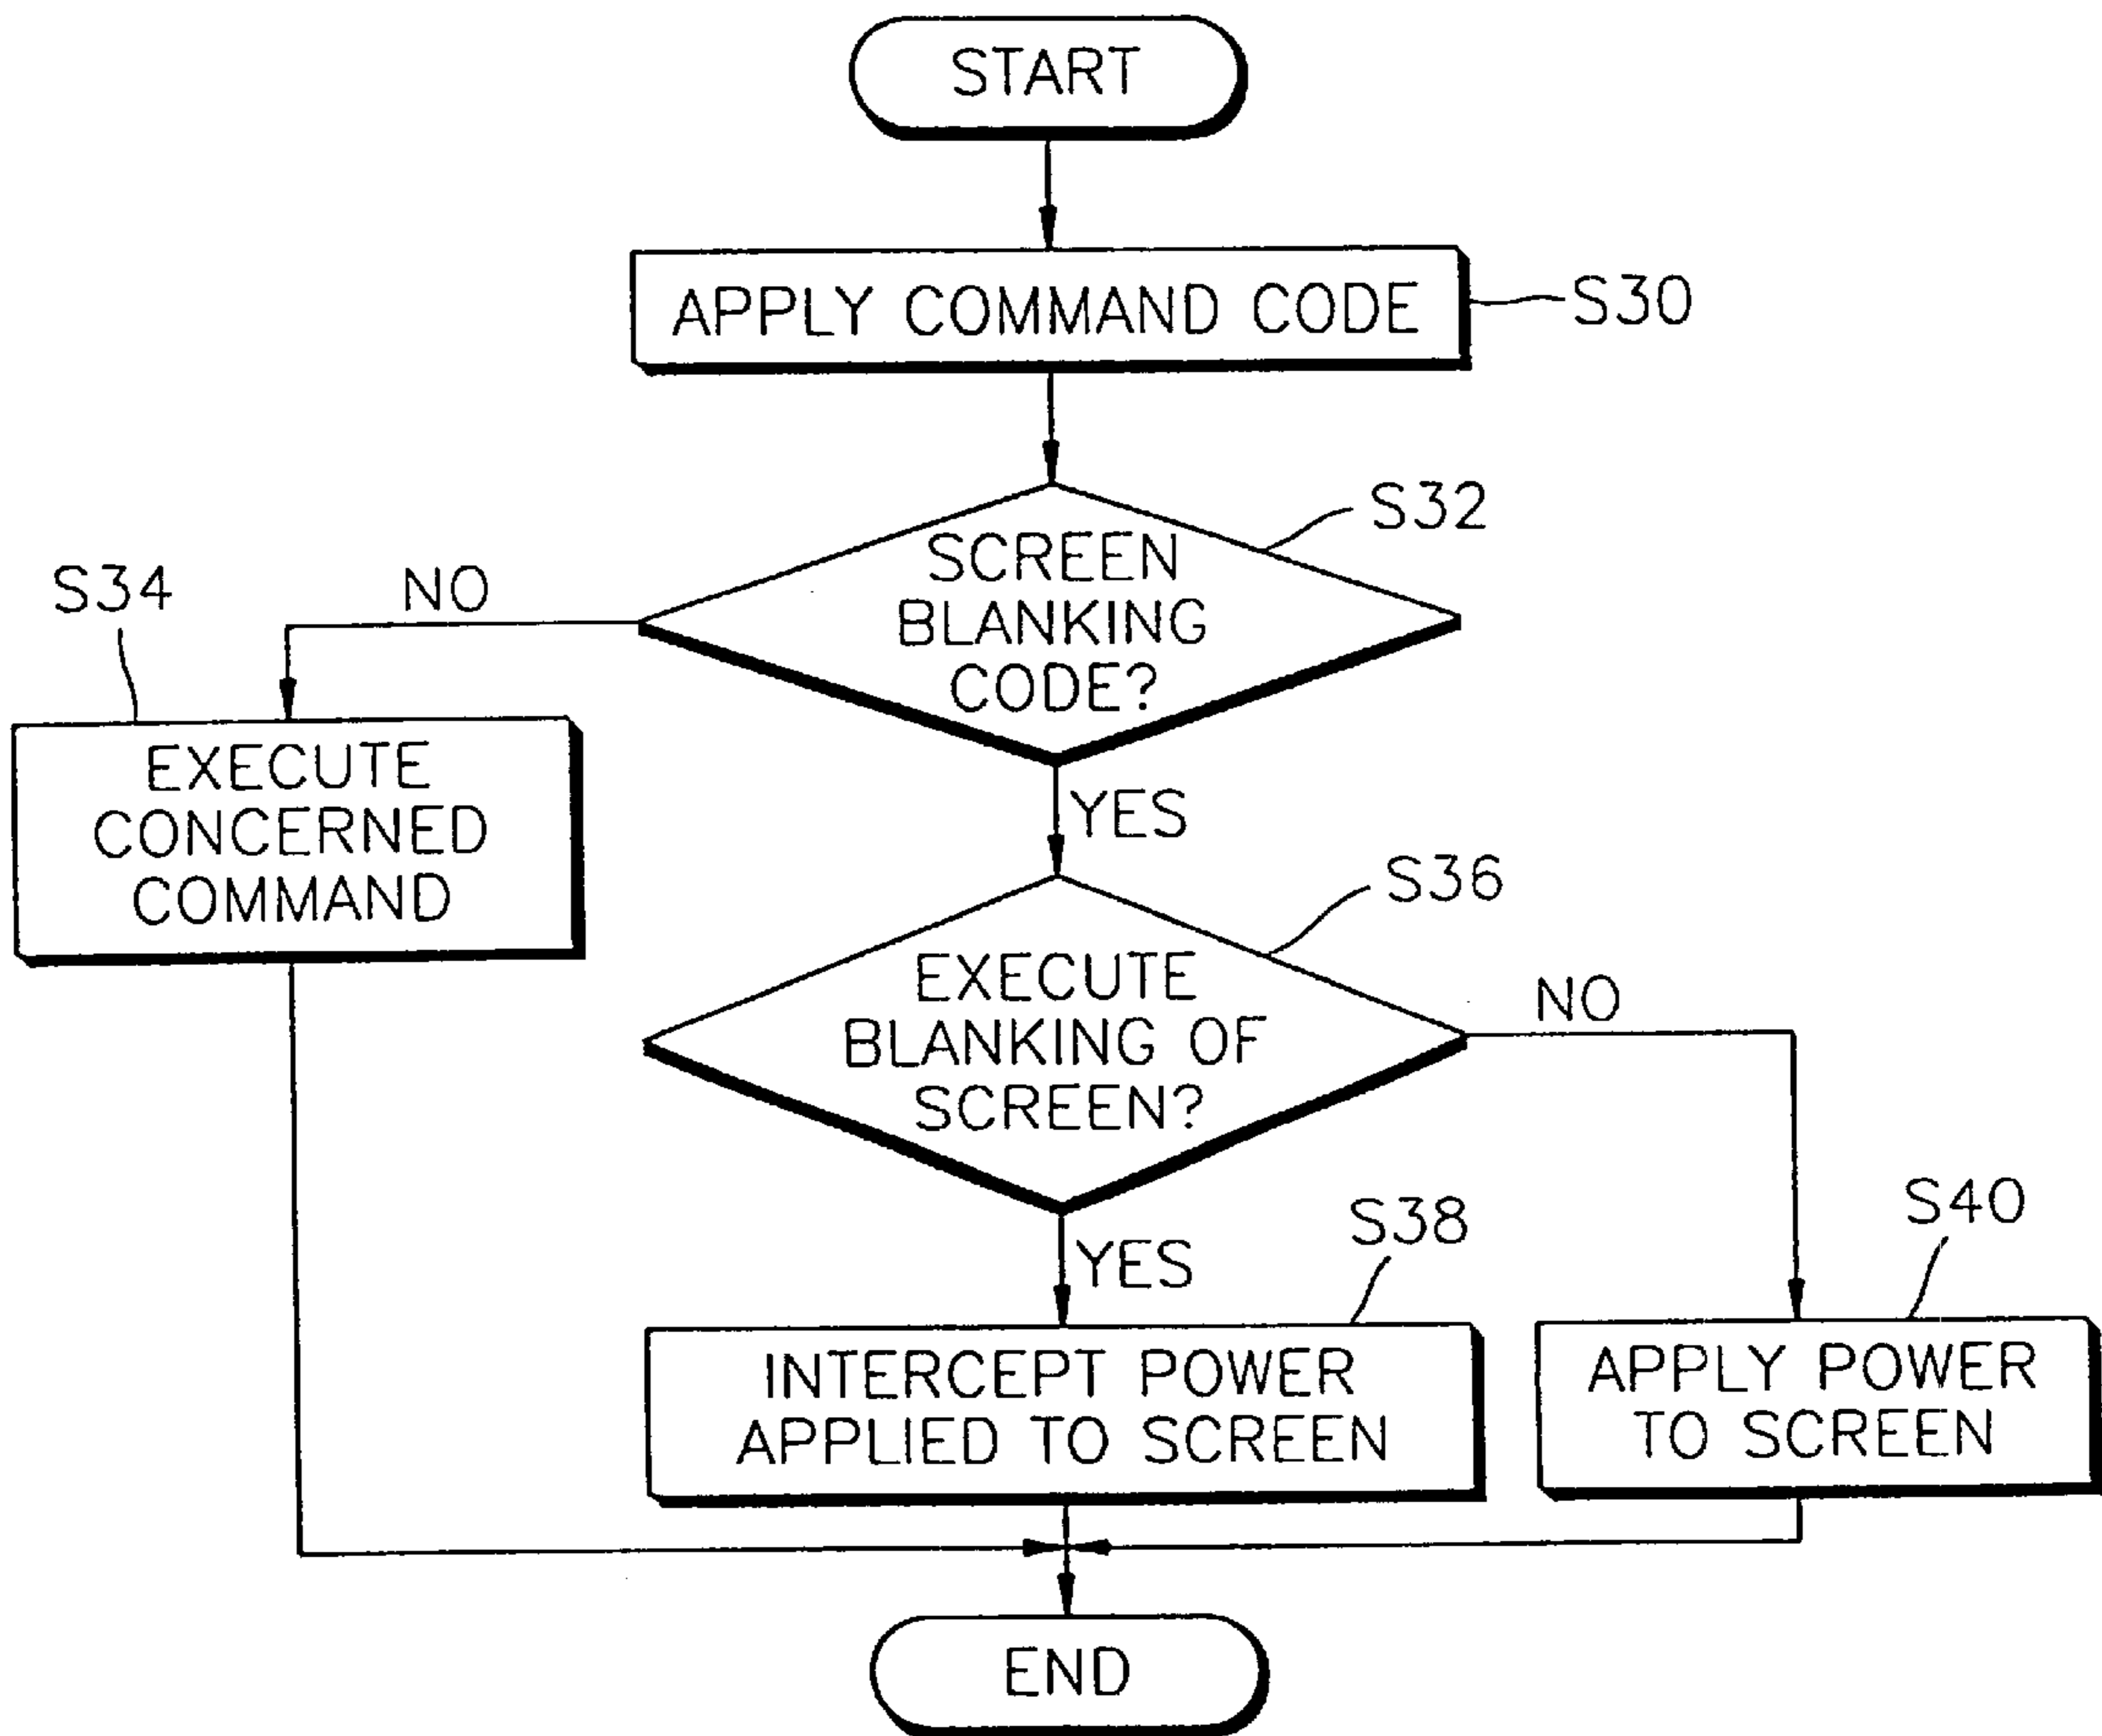 START
APPLY COMMAND CODE
S30
S32
SCREEN
BLANKING
CODE?
NO
S34
EXECUTE
CONCERNED
COMMAND
YES
S36
EXECUTE
BLANKING OF
SCREEN?
NO
YES
S38
INTERCEPT POWER
APPLIED TO SCREEN
S40
APPLY POWER
TO SCREEN
END